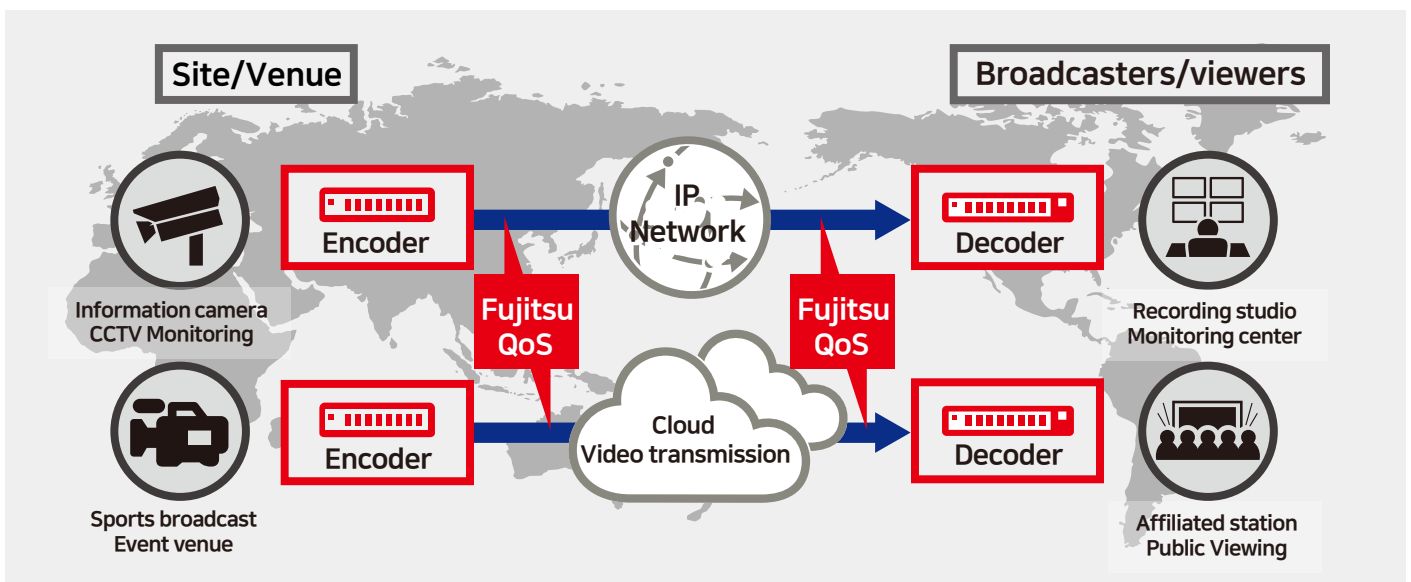 Site/Venue
Broadcasters/viewers
Encoder
IP
Network
Decoder
Information camera
CCTV Monitoring
Fujitsu
QoS
Fujitsu
QoS
Recording studio
Monitoring center
Encoder
Cloud
Video transmission
Decoder
Sports broadcast
Event venue
Affiliated station
Public Viewing